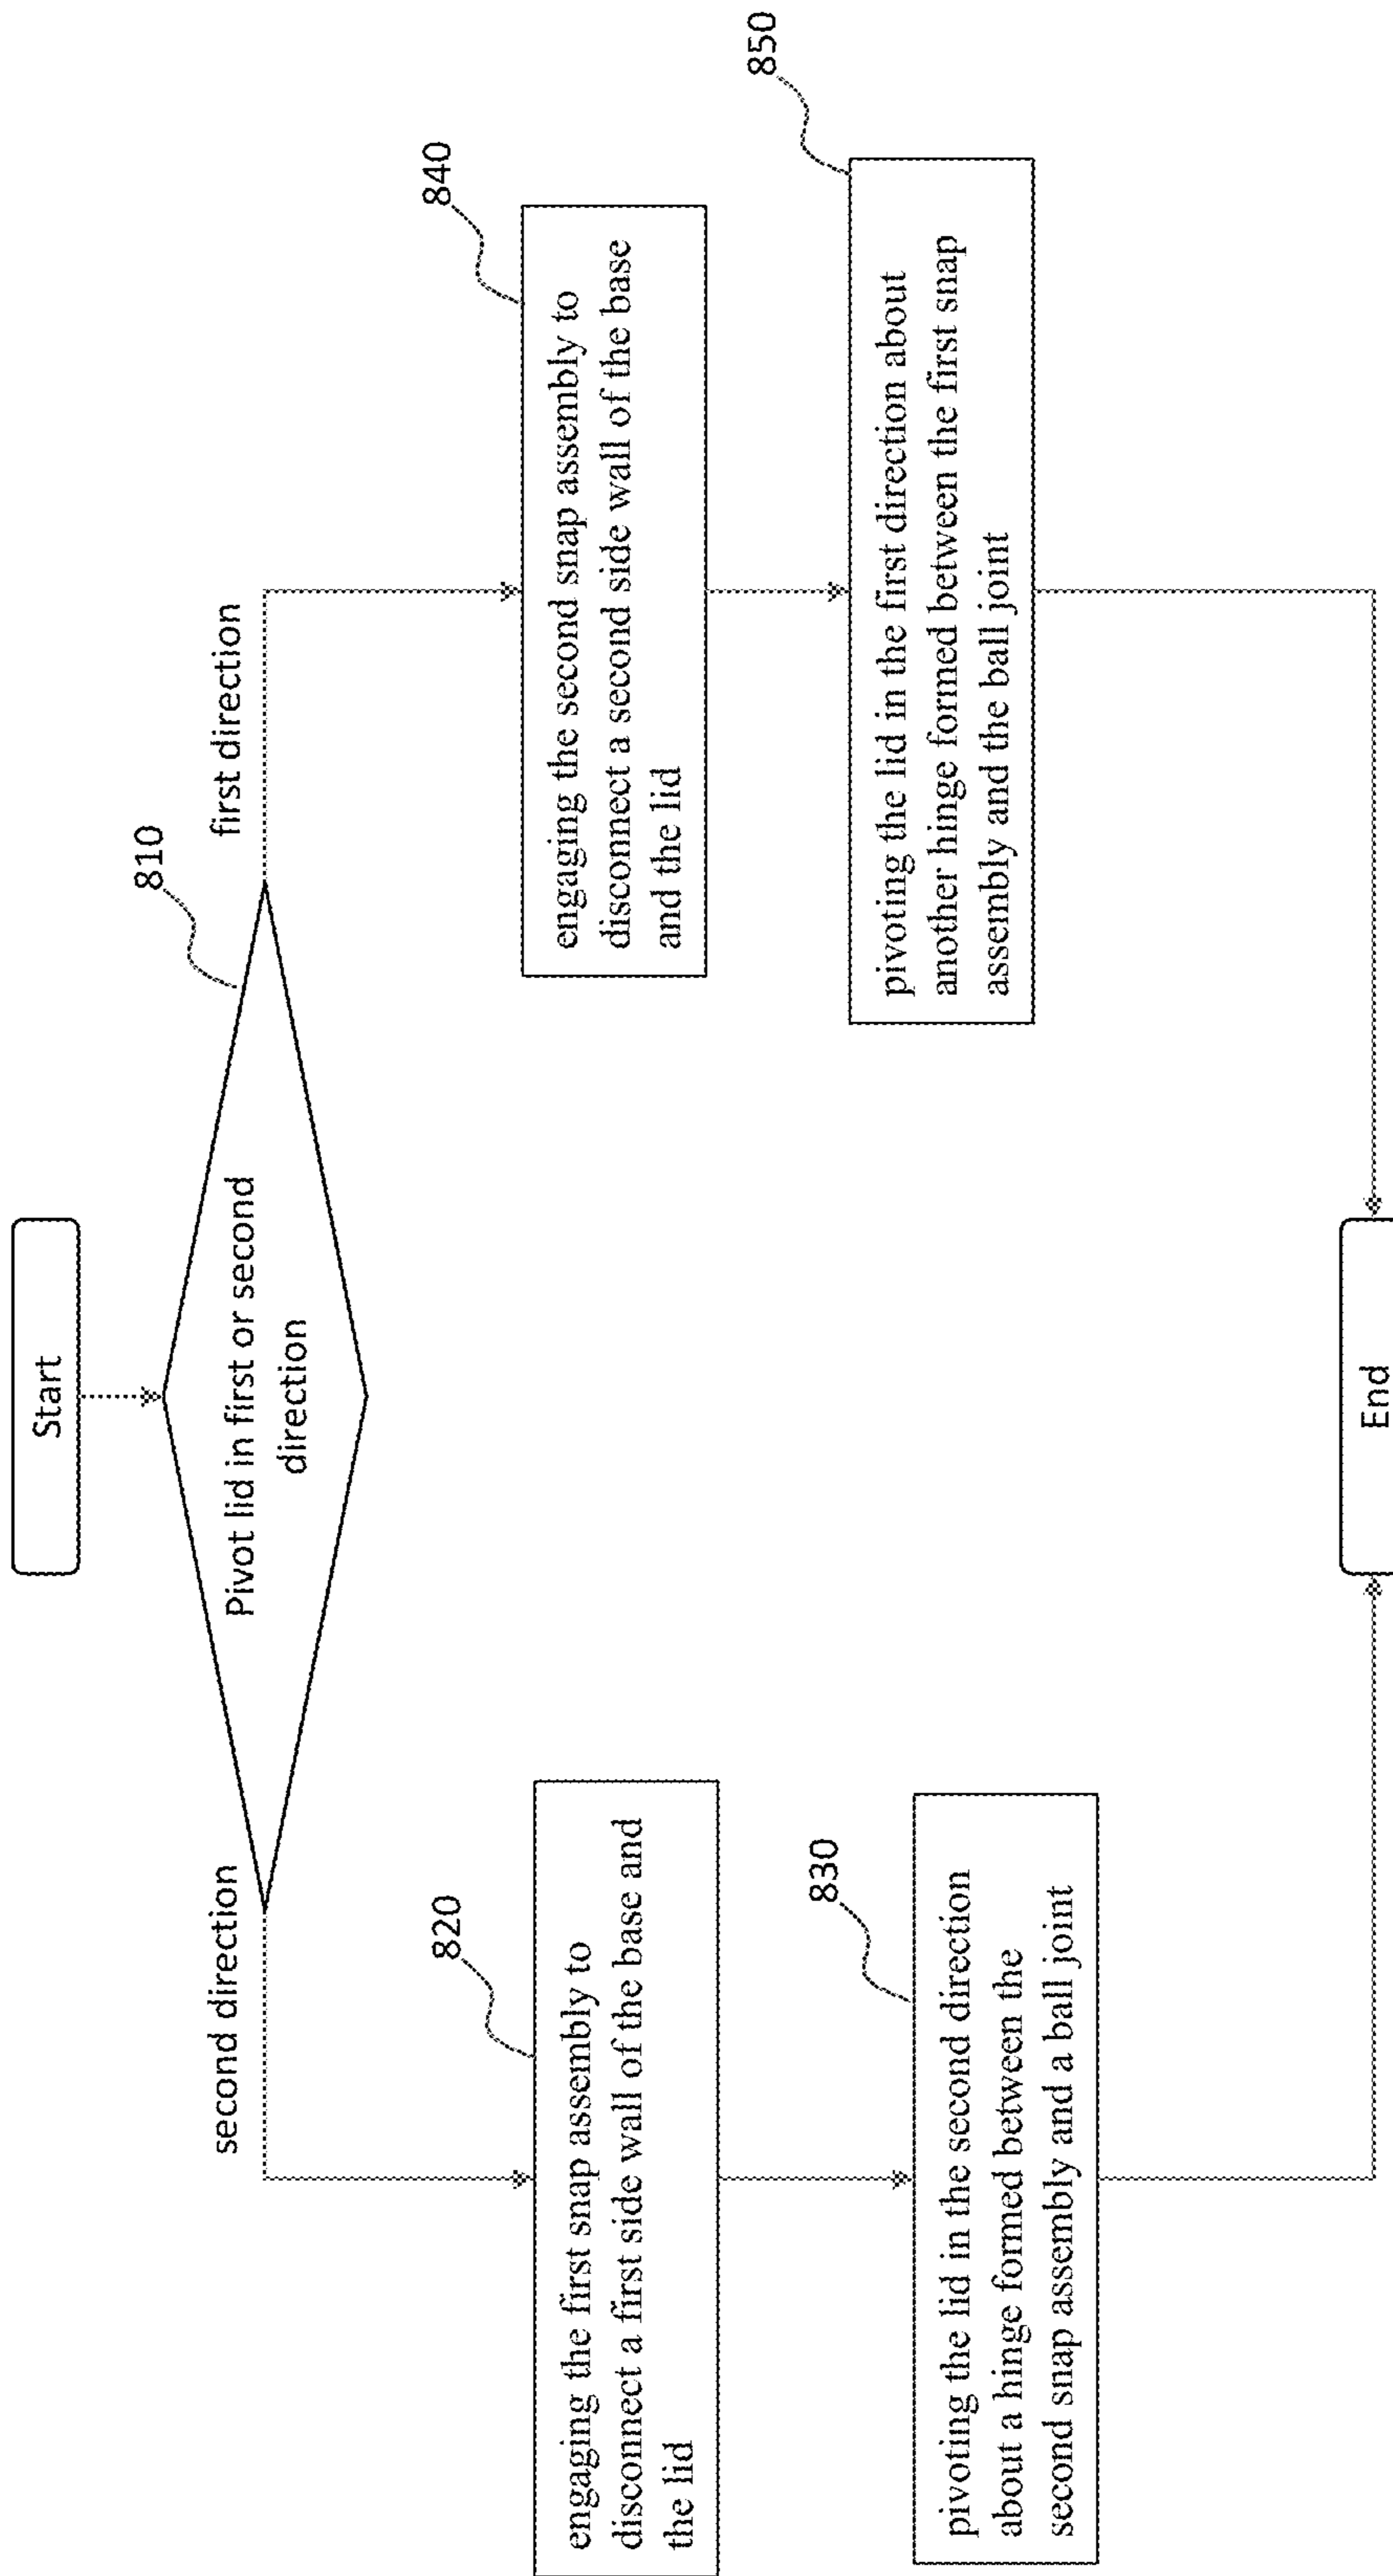 Start
810
Pivot lid in first or second
direction
second direction
first direction
820
engaging the first snap assembly to
disconnect a first side wall of the base and
the lid
830
pivoting the lid in the second direction
about a hinge formed between the
second snap assembly and a ball joint
840
engaging the second snap assembly to
disconnect a second side wall of the base
and the lid
850
pivoting the lid in the first direction about
another hinge formed between the first snap
assembly and the ball joint
End